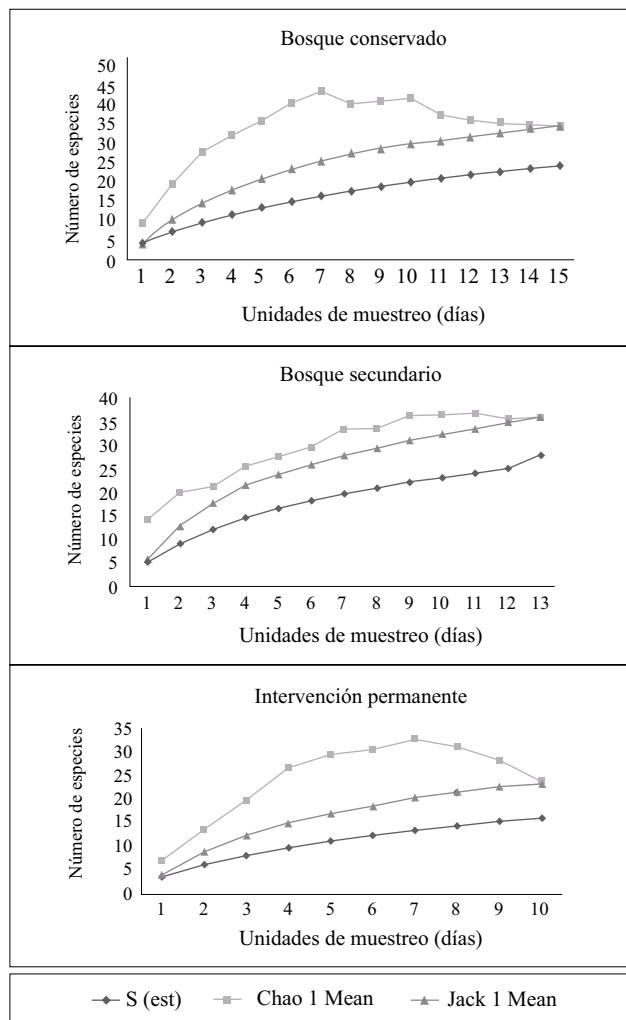 Bosque conservado
Número de especies
50
45
40
35
30
25
20
15
10
5
0
1 2 3 4 5 6 7 8 9 10 11 12 13 14 15
Unidades de muestreo (días)
Bosque secundario
Número de especies
40
35
30
25
20
15
10
5
0
1 2 3 4 5 6 7 8 9 10 11 12 13
Unidades de muestreo (días)
Intervención permanente
Número de especies
35
30
25
20
15
10
5
0
1 2 3 4 5 6 7 8 9 10
Unidades de muestreo (días)
S (est) Chao 1 Mean Jack 1 Mean